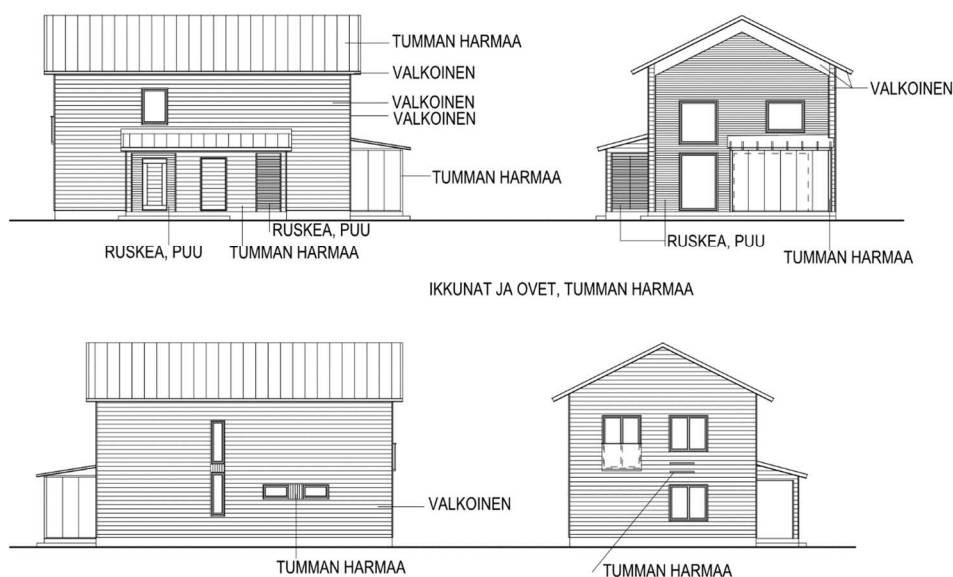 TUMMAN HARMAA
VALKOINEN
VALKOINEN
VALKOINEN
TUMMAN HARMAA
RUSKEA, PUU
RUSKEA, PUU
TUMMAN HARMAA
VALKOINEN
RUSKEA, PUU
TUMMAN HARMAA
IKKUNAT JA OVET, TUMMAN HARMAA
VALKOINEN
TUMMAN HARMAA
TUMMAN HARMAA